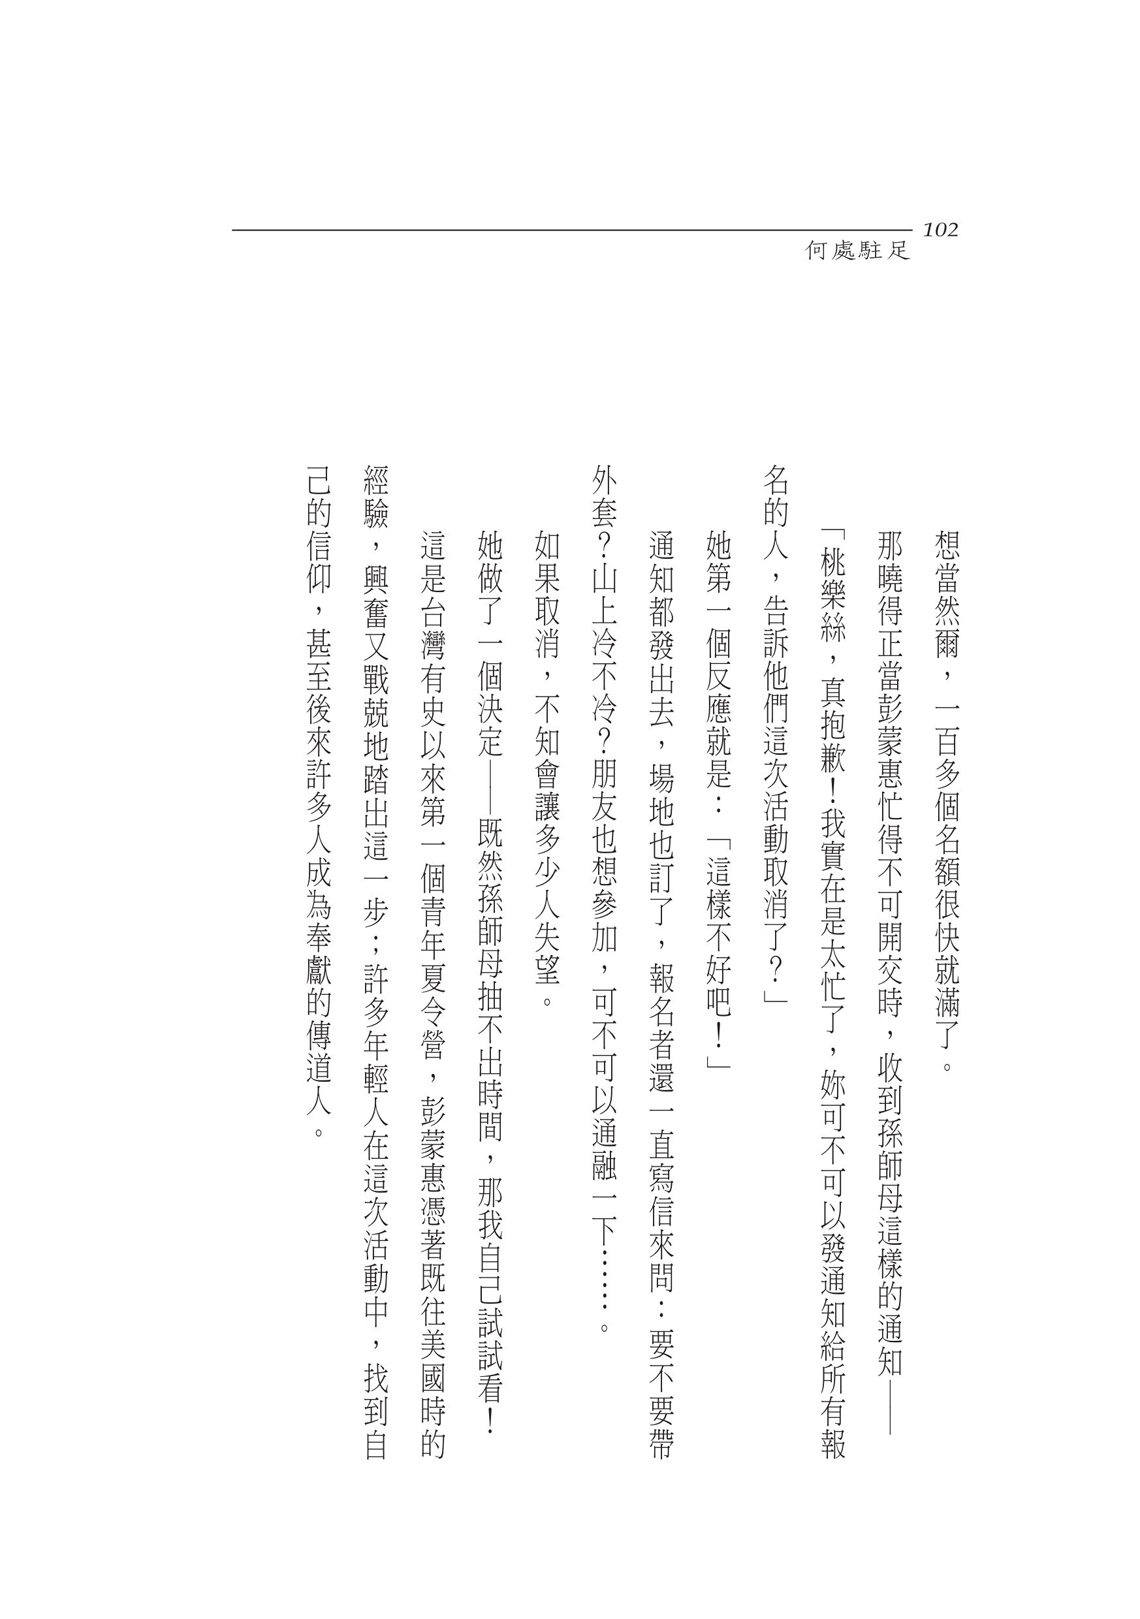 102
何處駐足
想當然爾，一百多個名額很快就滿了。
那曉得正當彭蒙惠忙得不可開交時，收到孫師母這樣的通知——
「桃樂絲，真抱歉！我實在是太忙了，妳可不可以發通知給所有報
名的人，告訴他們這次活動取消了？」
她第一個反應就是：「這樣不好吧！」
通知都發出去，場地也訂了，報名者還一直寫信來問：要不要帶
外套？山上冷不冷？朋友也想參加，可不可以通融一下……。
如果取消，不知會讓多少人失望。
她做了一個決定——既然孫師母抽不出時間，那我自己試試看！
這是台灣有史以來第一個青年夏令營，彭蒙惠憑著既往美國時的
經驗，興奮又戰兢地踏出這一步；許多年輕人在這次活動中，找到自
己的信仰，甚至後來許多人成為奉獻的傳道人。